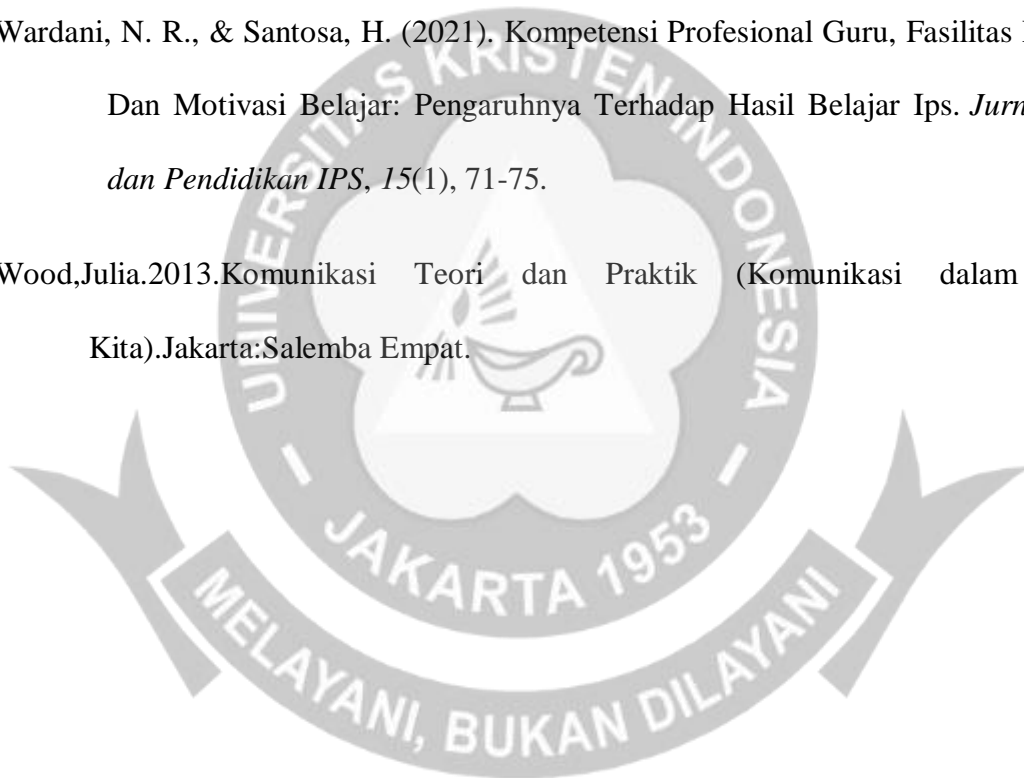 Wardani, N. R., & Santosa, H. (2021). Kompetensi Profesional Guru, Fasilitas
Dan Motivasi Belajar: Pengaruhnya Terhadap Hasil Belajar Ips.
dan Pendidikan IPS, 15(1), 71-75.
Wood,Julia.2013.Komunikasi Teori dan Praktik (Komunikasi dalam
Kita).Jakarta:Salemba Empat.
UNIVERSITAS KRISTEN INDONESIA
- JAKARTA 1953 -
MELAYANI, BUKAN DILAYANI